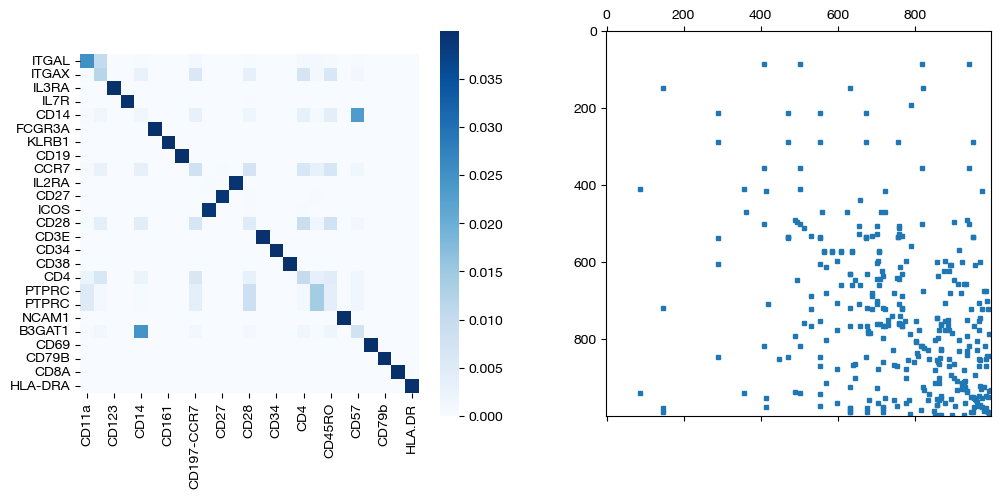 ITGAL
ITGAX
IL3RA
IL7R
CD14
FCGR3A
KLRB1
CD19
CCR7
IL2RA
CD27
ICOS
CD28
CD3E
CD34
CD38
CD4
PTPRC
PTPRC
NCAM1
B3GAT1
CD69
CD79B
CD8A
HLA-DRA
CD11a
CD123
CD14
CD161
CD197-CCR7
CD27
CD28
CD34
CD4
CD45RO
CD57
CD79b
HLA.DR
0.035
0.030
0.025
0.020
0.015
0.010
0.005
0.000
0 200 400 600 800
0
200
400
600
800